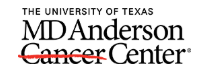 THE UNIVERSITY OF TEXAS
MD Anderson
Cancer Center®